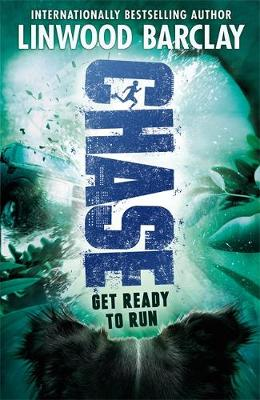 INTERNATIONALLY BESTSELLING AUTHOR
LINWOOD BARCLAY
CHASE
GET READY
TO RUN